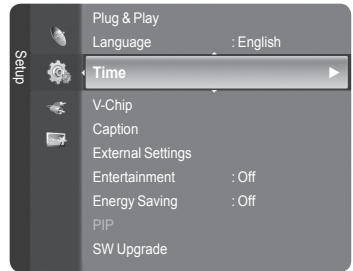 Setup
Plug & Play
Language : English
Time
V-Chip
Caption
External Settings
Entertainment : Off
Energy Saving : Off
PIP
SW Upgrade